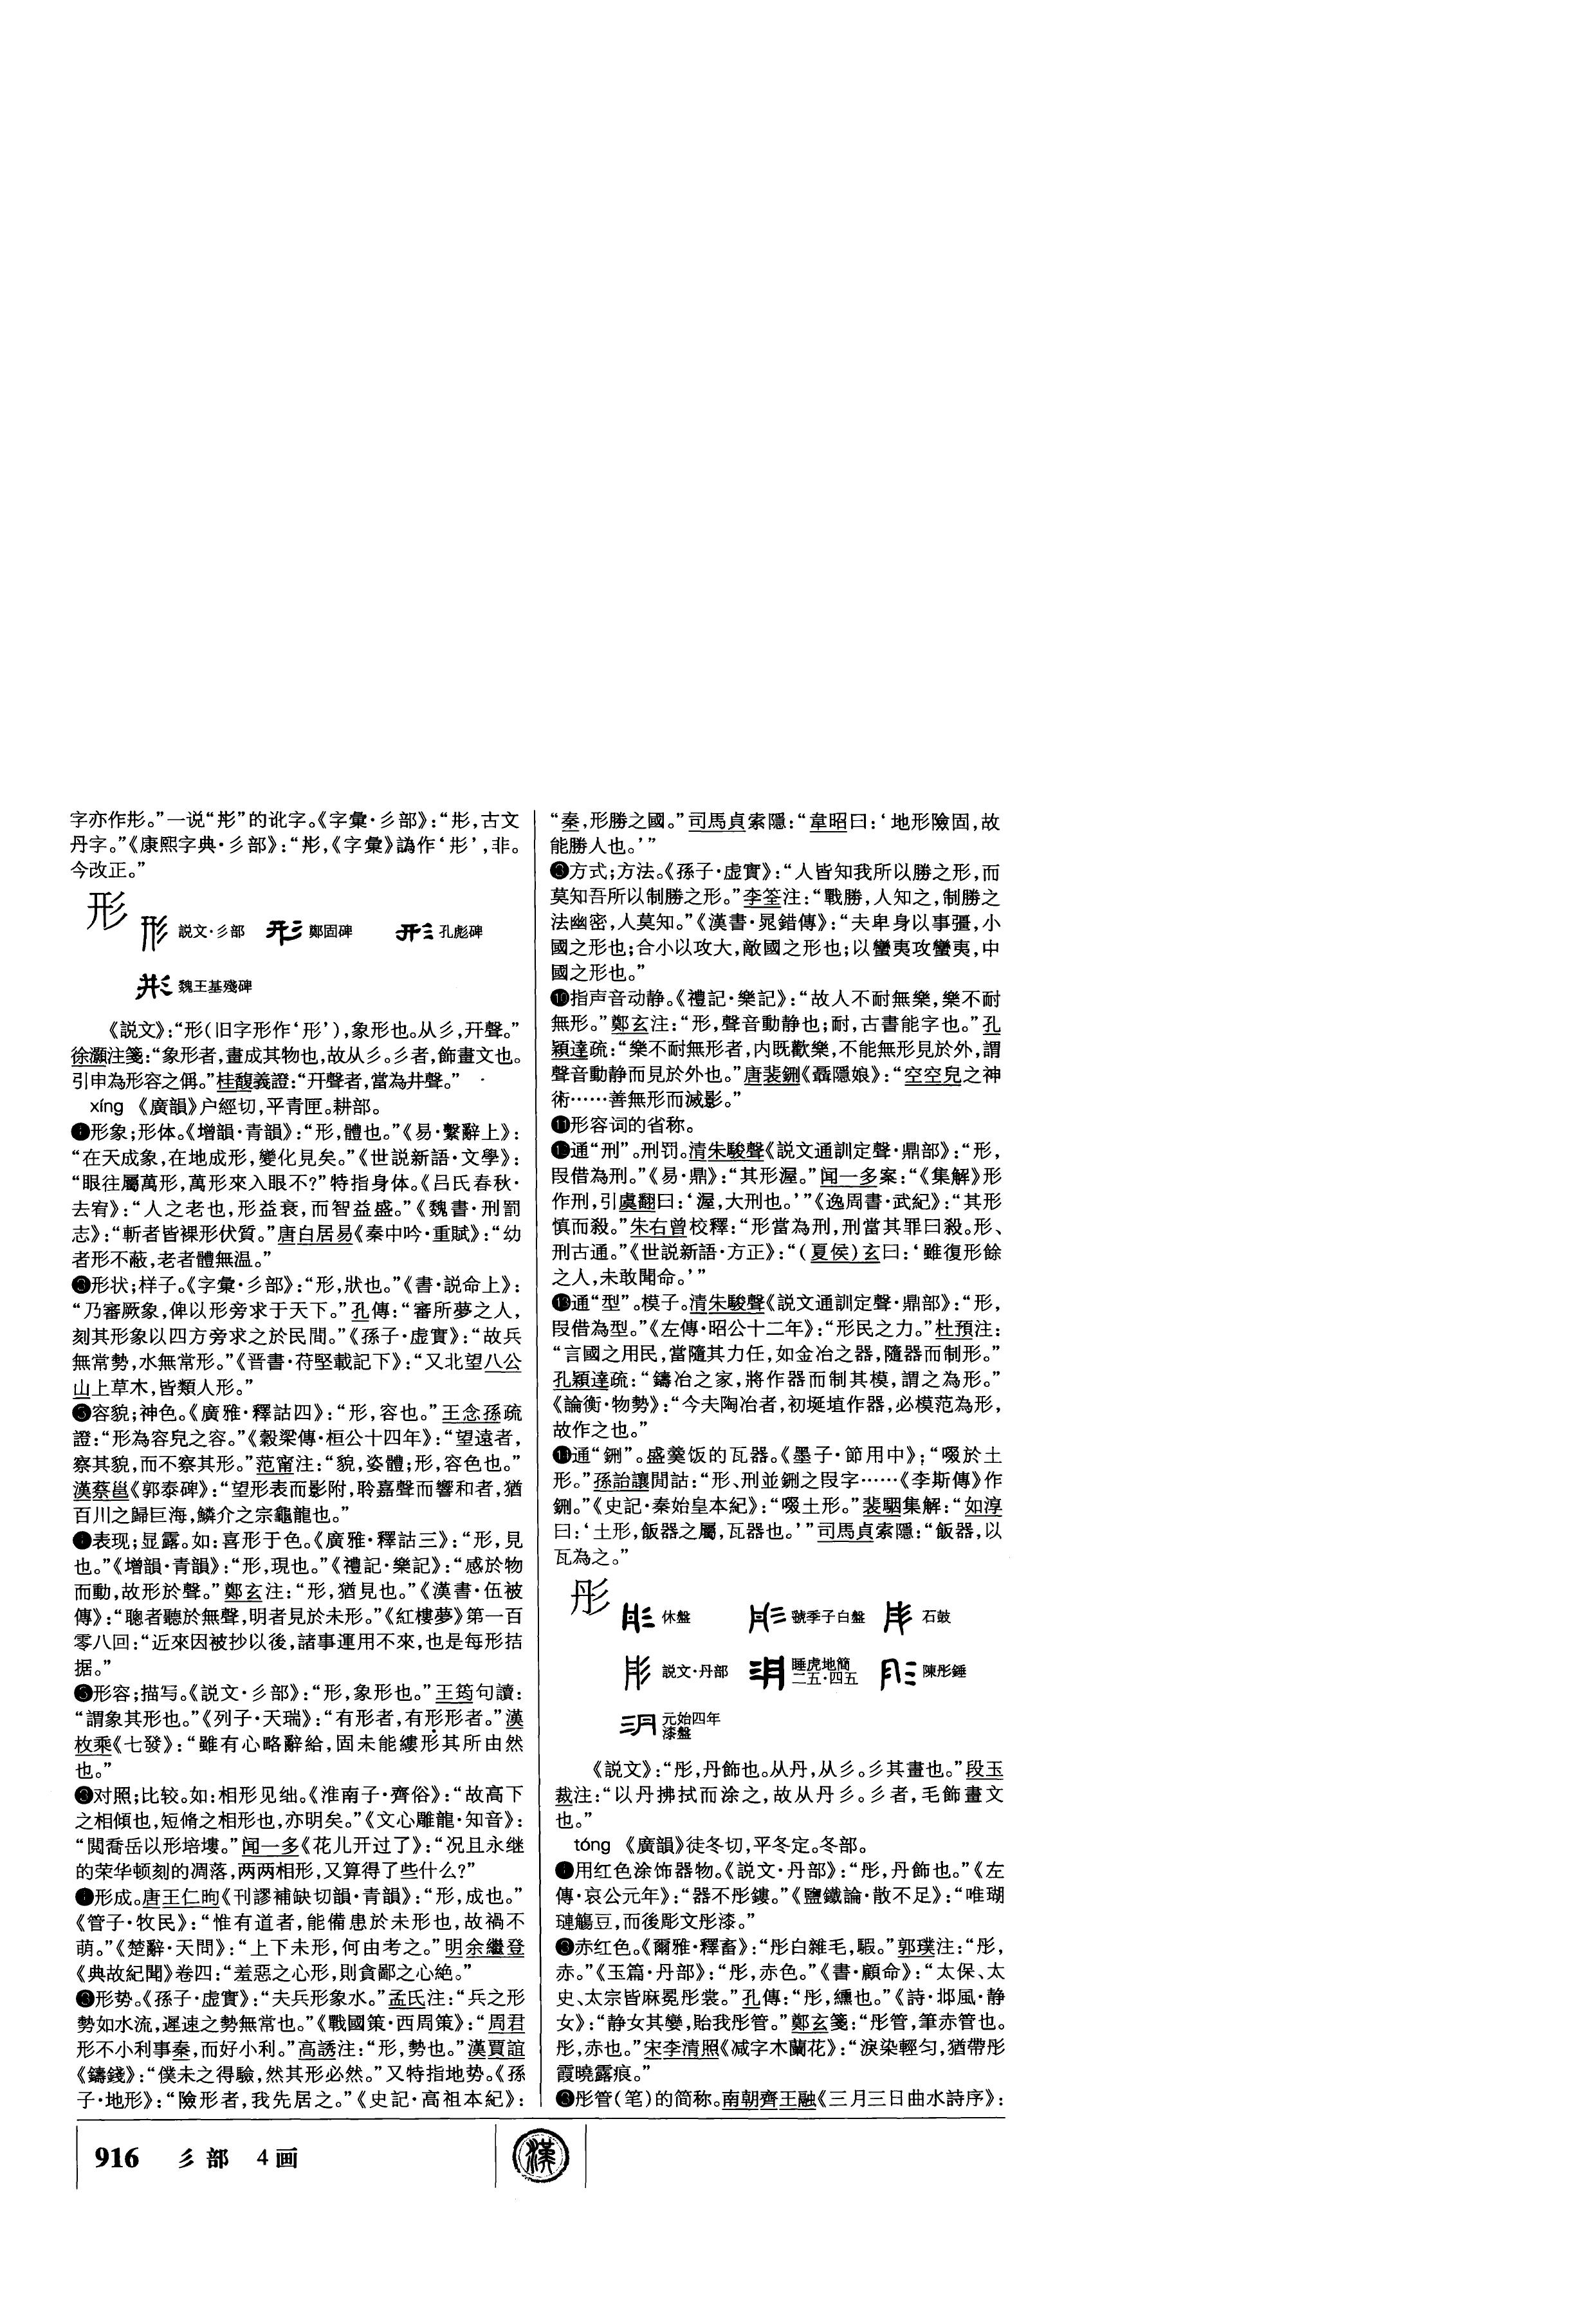 字亦作彤。”一说“彨”的讹字。《字彙·彡部》：“彤，古文
丹字。”《康熙字典·彡部》：“彨，《字彙》譌作‘彤’，非。
今改正。”
形
説文·彡部 鄭固碑 孔彪碑
魏王基殘碑
《説文》：“形（旧字形作‘形’），象形也。从彡，幵聲。”
徐灝注箋：“象形者，畫成其物也，故从彡。彡者，飾畫文也。
引申為形容之偁。”桂馥義證：“幵聲者，當為井聲。”
xíng 《廣韻》户經切，平青匣。耕部。
❶形象；形体。《增韻·青韻》：“形，體也。”《易·繫辭上》：
“在天成象，在地成形，變化見矣。”《世説新語·文學》：
“眼往屬萬形，萬形來入眼不？”特指身体。《吕氏春秋·
去宥》：“人之老也，形益衰，而智益盛。”《魏書·刑罰
志》：“斬者皆裸形伏質。”唐白居易《秦中吟·重賦》：“幼
者形不蔽，老者體無温。”
❷形状；样子。《字彙·彡部》：“形，狀也。”《書·説命上》：
“乃審厥象，俾以形旁求于天下。”孔傳：“審所夢之人，
刻其形象以四方旁求之於民間。”《孫子·虚實》：“故兵
無常勢，水無常形。”《晋書·苻堅載記下》：“又北望八公
山上草木，皆類人形。”
❸容貌；神色。《廣雅·釋詁四》：“形，容也。”王念孫疏
證：“形為容皃之容。”《穀梁傳·桓公十四年》：“望遠者，
察其貌，而不察其形。”范甯注：“貌，姿體；形，容色也。”
漢蔡邕《郭泰碑》：“望形表而影附，聆嘉聲而響和者，猶
百川之歸巨海，鱗介之宗龜龍也。”
❹表现；显露。如：喜形于色。《廣雅·釋詁三》：“形，見
也。”《增韻·青韻》：“形，現也。”《禮記·樂記》：“感於物
而動，故形於聲。”鄭玄注：“形，猶見也。”《漢書·伍被
傳》：“聰者聽於無聲，明者見於未形。”《紅樓夢》第一百
零八回：“近來因被抄以後，諸事運用不來，也是每形拮
据。”
❺形容；描写。《説文·彡部》：“形，象形也。”王筠句讀：
“謂象其形也。”《列子·天瑞》：“有形者，有形形者。”漢
枚乘《七發》：“雖有心略辭給，固未能縷形其所由然
也。”
❻对照；比较。如：相形见绌。《淮南子·齊俗》：“故高下
之相傾也，短脩之相形也，亦明矣。”《文心雕龍·知音》：
“閲喬岳以形培塿。”闻一多《花儿开过了》：“况且永继
的荣华顿刻的凋落，两两相形，又算得了些什么？”
❼形成。唐王仁昫《刊謬補缺切韻·青韻》：“形，成也。”
《管子·牧民》：“惟有道者，能備患於未形也，故禍不
萌。”《楚辭·天問》：“上下未形，何由考之。”明余繼登
《典故紀聞》卷四：“羞惡之心形，則貪鄙之心絶。”
❽形势。《孫子·虚實》：“夫兵形象水。”孟氏注：“兵之形
勢如水流，遲速之勢無常也。”《戰國策·西周策》：“周君
形不小利事秦，而好小利。”高誘注：“形，勢也。”漢賈誼
《鑄錢》：“僕未之得驗，然其形必然。”又特指地势。《孫
子·地形》：“險形者，我先居之。”《史記·高祖本紀》：
“秦，形勝之國。”司馬貞索隱：“韋昭曰：‘地形險固，故
能勝人也。’”
❾方式；方法。《孫子·虚實》：“人皆知我所以勝之形，而
莫知吾所以制勝之形。”李筌注：“戰勝，人知之，制勝之
法幽密，人莫知。”《漢書·晁錯傳》：“夫卑身以事彊，小
國之形也；合小以攻大，敵國之形也；以蠻夷攻蠻夷，中
國之形也。”
❿指声音动静。《禮記·樂記》：“故人不耐無樂，樂不耐
無形。”鄭玄注：“形，聲音動静也；耐，古書能字也。”孔
穎達疏：“樂不耐無形者，内既歡樂，不能無形見於外，謂
聲音動静而見於外也。”唐裴鉶《聶隱娘》：“空空兒之神
術……善無形而滅影。”
⓫形容词的省称。
⓬通“刑”。刑罚。清朱駿聲《説文通訓定聲·鼎部》：“形，
叚借為刑。”《易·鼎》：“其形渥。”闻一多案：“《集解》形
作刑，引虞翻曰：‘渥，大刑也。’”《逸周書·武紀》：“其形
慎而殺。”朱右曾校釋：“形當為刑，刑當其罪曰殺。形、
刑古通。”《世説新語·方正》：“（夏侯）玄曰：‘雖復形餘
之人，未敢聞命。’”
⓭通“型”。模子。清朱駿聲《説文通訓定聲·鼎部》：“形，
叚借為型。”《左傳·昭公十二年》：“形民之力。”杜預注：
“言國之用民，當隨其力任，如金冶之器，隨器而制形。”
孔穎達疏：“鑄冶之家，將作器而制其模，謂之為形。”
《論衡·物勢》：“今夫陶冶者，初埏埴作器，必模范為形，
故作之也。”
⓮通“鉶”。盛羹饭的瓦器。《墨子·節用中》；“啜於土
形。”孫詒讓閒詁：“形、刑並鉶之叚字……《李斯傳》作
鉶。”《史記·秦始皇本紀》：“啜土形。”裴駰集解：“如淳
曰：‘土形，飯器之屬，瓦器也。’”司馬貞索隱：“飯器，以
瓦為之。”
彤
休盤 虢季子白盤 石鼓
説文·丹部 睡虎地簡二五·四五 陳彤鍾
元始四年漆盤
《説文》：“彤，丹飾也。从丹，从彡。彡其畫也。”段玉
裁注：“以丹拂拭而涂之，故从丹彡。彡者，毛飾畫文
也。”
tóng 《廣韻》徒冬切，平冬定。冬部。
❶用红色涂饰器物。《説文·丹部》：“彤，丹飾也。”《左
傳·哀公元年》：“器不彤鏤。”《鹽鐵論·散不足》：“唯瑚
璉觴豆，而後彫文彤漆。”
❷赤红色。《爾雅·釋畜》：“彤白雜毛，騢。”郭璞注：“彤，
赤。”《玉篇·丹部》：“彤，赤色。”《書·顧命》：“太保、太
史、太宗皆麻冕彤裳。”孔傳：“彤，纁也。”《詩·邶風·静
女》：“静女其孌，貽我彤管。”鄭玄箋：“彤管，筆赤管也。
彤，赤也。”宋李清照《减字木蘭花》：“淚染輕匀，猶帶彤
霞曉露痕。”
❸彤管（笔）的简称。南朝齊王融《三月三日曲水詩序》：
916 彡部 4画
漢